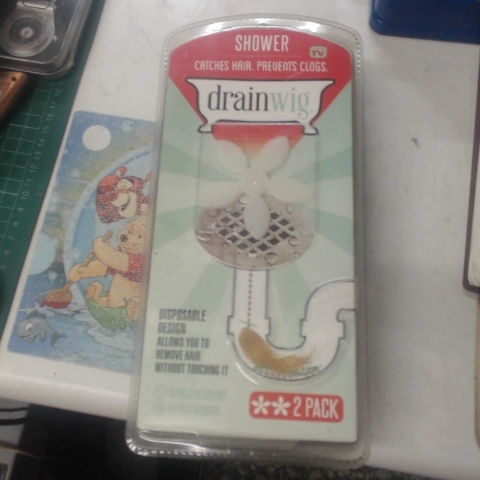 SHOWER
TV
CATCHES HAIR. PREVENTS CLOGS.
drainwig
DISPOSABLE
DESIGN
ALLOWS YOU TO
REMOVE HAIR
WITHOUT TOUCHING IT
2 PACK